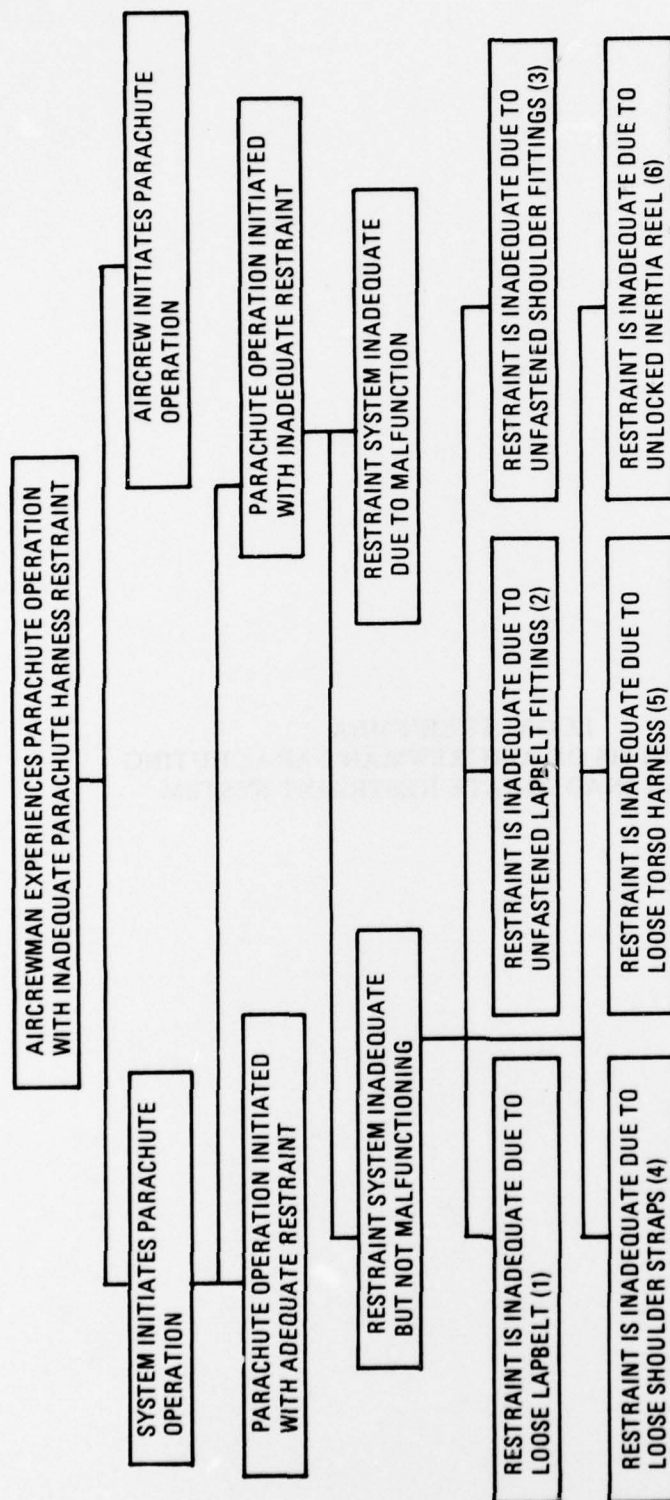 AIRCREWMAN EXPERIENCES PARACHUTE OPERATION
WITH INADEQUATE PARACHUTE HARNESS RESTRAINT
SYSTEM INITIATES PARACHUTE
OPERATION
AIRCREW INITIATES PARACHUTE
OPERATION
PARACHUTE OPERATION INITIATED
WITH ADEQUATE RESTRAINT
PARACHUTE OPERATION INITIATED
WITH INADEQUATE RESTRAINT
RESTRAINT SYSTEM INADEQUATE
BUT NOT MALFUNCTIONING
RESTRAINT SYSTEM INADEQUATE
DUE TO MALFUNCTION
RESTRAINT IS INADEQUATE DUE TO
LOOSE LAPBELT (1)
RESTRAINT IS INADEQUATE DUE TO
UNFASTENED LAPBELT FITTINGS (2)
RESTRAINT IS INADEQUATE DUE TO
UNFASTENED SHOULDER FITTINGS (3)
RESTRAINT IS INADEQUATE DUE TO
LOOSE SHOULDER STRAPS (4)
RESTRAINT IS INADEQUATE DUE TO
LOOSE TORSO HARNESS (5)
RESTRAINT IS INADEQUATE DUE TO
UNLOCKED INERTIA REEL (6)